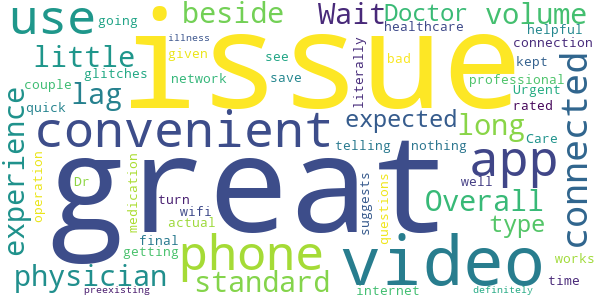 use
beside
Wait
Doctor
volume
going
illness
healthcare
helpful
issue
little
given
see
bad
connection
couple
glitches
network
save
literally
kept
professional
Urgent
lag
quick
rated
experience
convenient
expected
long
connected
great
telling
nothing
Care
app
operation
medication
Dr
turn
wifi
actual
suggests
questions
well
Overall
type
final
getting
phone
video
works
physician
standard
time
preexisting
internet
definitely